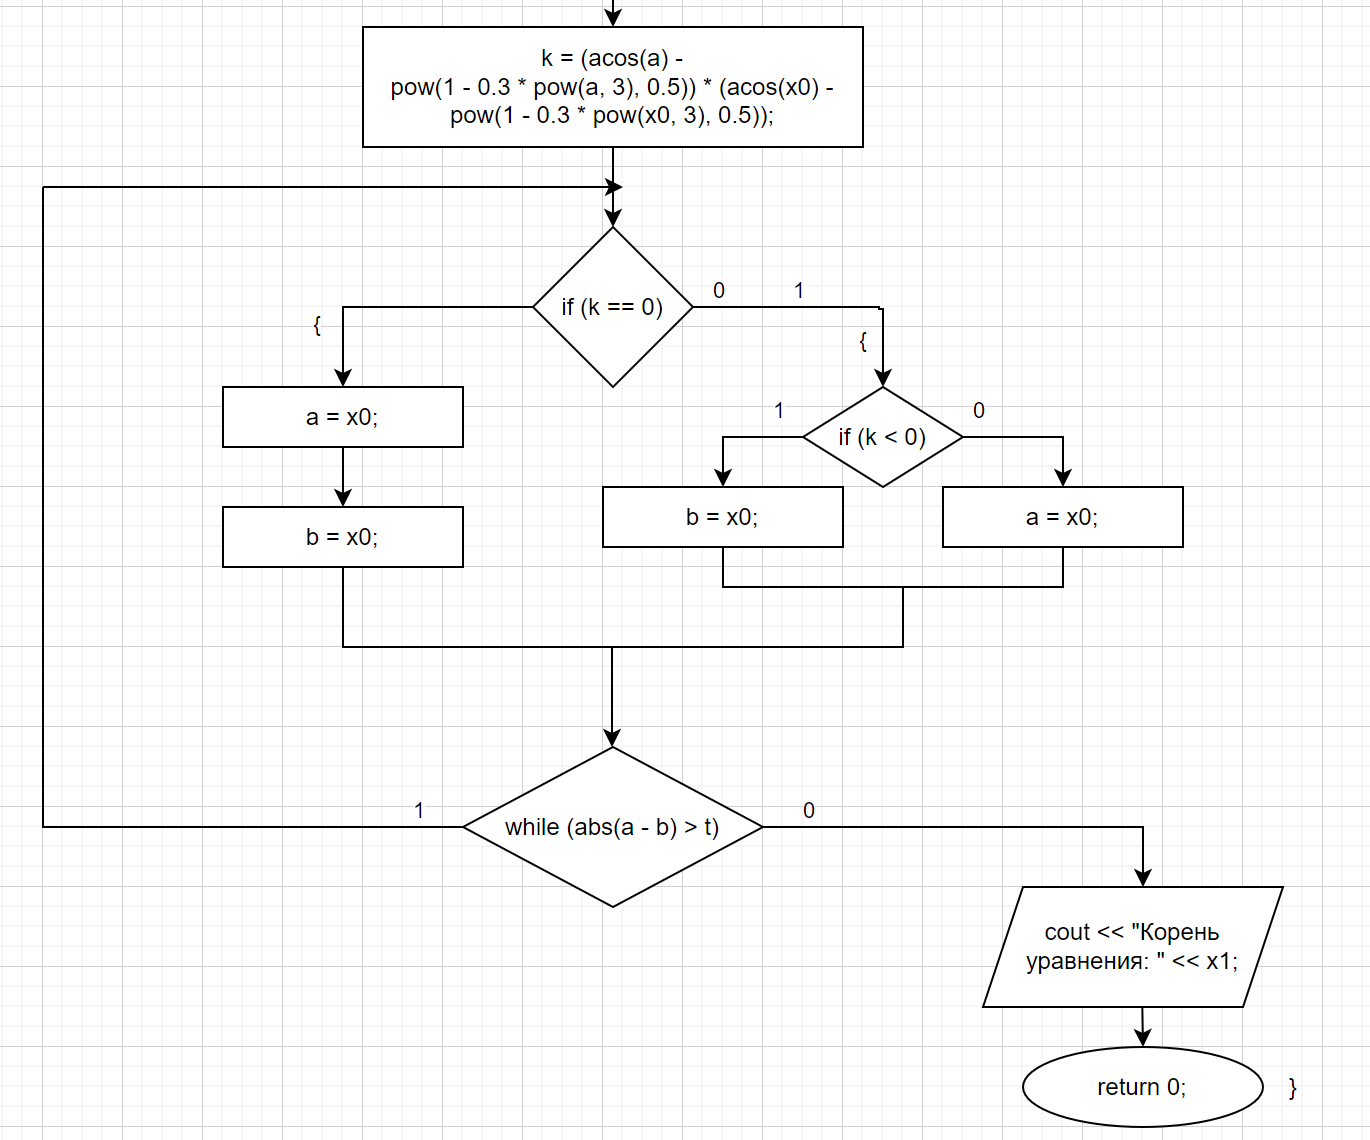 k = (acos(a) -
pow(1 - 0.3 * pow(a, 3), 0.5)) * (acos(x0) -
pow(1 - 0.3 * pow(x0, 3), 0.5));
if (k == 0)
0
1
{
{
a = x0;
1
if (k < 0)
0
b = x0;
b = x0;
a = x0;
1
while (abs(a - b) > t)
0
cout << "Корень
уравнения: " << x1;
return 0;
}